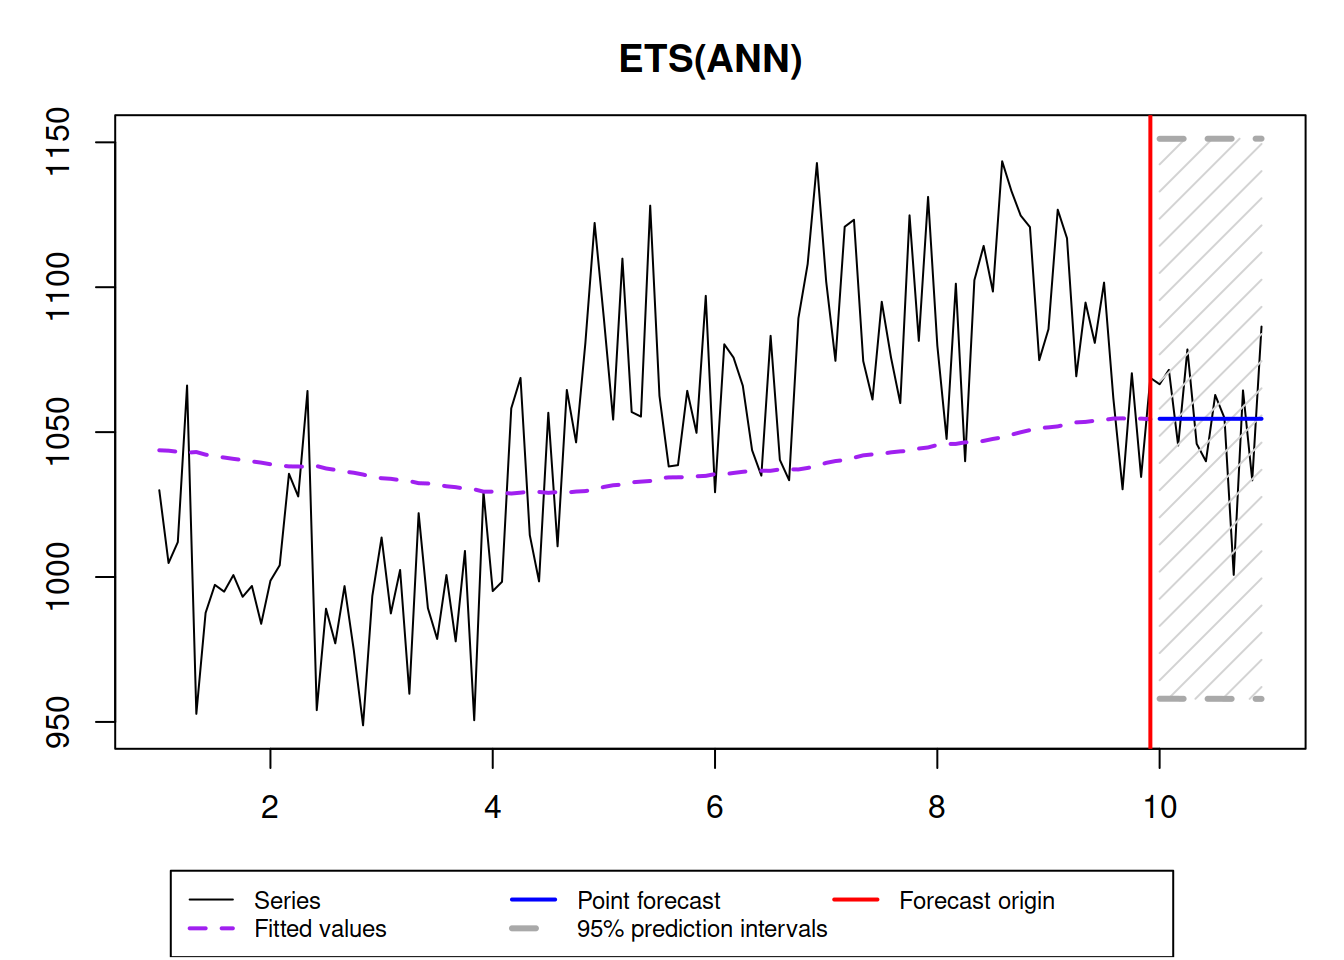 ETS(ANN)
1150
1100
1050
1000
950
2 4 6 8 10
Series Point forecast Forecast origin
Fitted values 95% prediction intervals